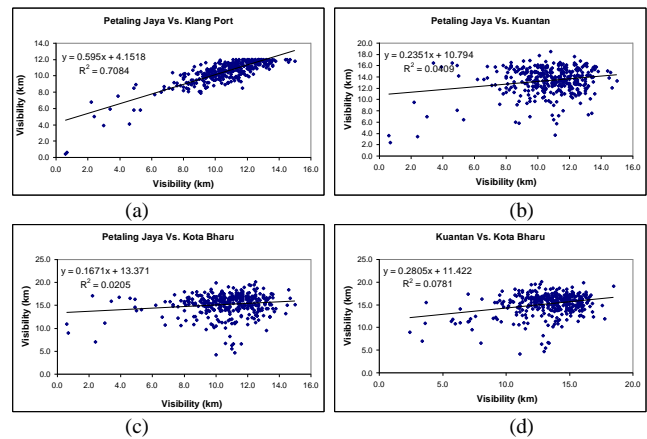 Petaling Jaya Vs. Klang Port
y = 0.595x + 4.1518
R² = 0.7084
Visibility (km)
14.0
12.0
10.0
8.0
6.0
4.0
2.0
0.0
0.0 2.0 4.0 6.0 8.0 10.0 12.0 14.0 16.0
Visibility (km)
(a)
Petaling Jaya Vs. Kuantan
y = 0.2351x + 10.794
R² = 0.0409
Visibility (km)
20.0
18.0
16.0
14.0
12.0
10.0
8.0
6.0
4.0
2.0
0.0
0.0 2.0 4.0 6.0 8.0 10.0 12.0 14.0 16.0
Visibility (km)
(b)
Petaling Jaya Vs. Kota Bharu
y = 0.1671x + 13.371
R² = 0.0205
Visibility (km)
25.0
20.0
15.0
10.0
5.0
0.0
0.0 2.0 4.0 6.0 8.0 10.0 12.0 14.0 16.0
Visibility (km)
(c)
Kuantan Vs. Kota Bharu
y = 0.2805x + 11.422
R² = 0.0781
Visibility (km)
25.0
20.0
15.0
10.0
5.0
0.0
0.0 5.0 10.0 15.0 20.0
Visibility (km)
(d)